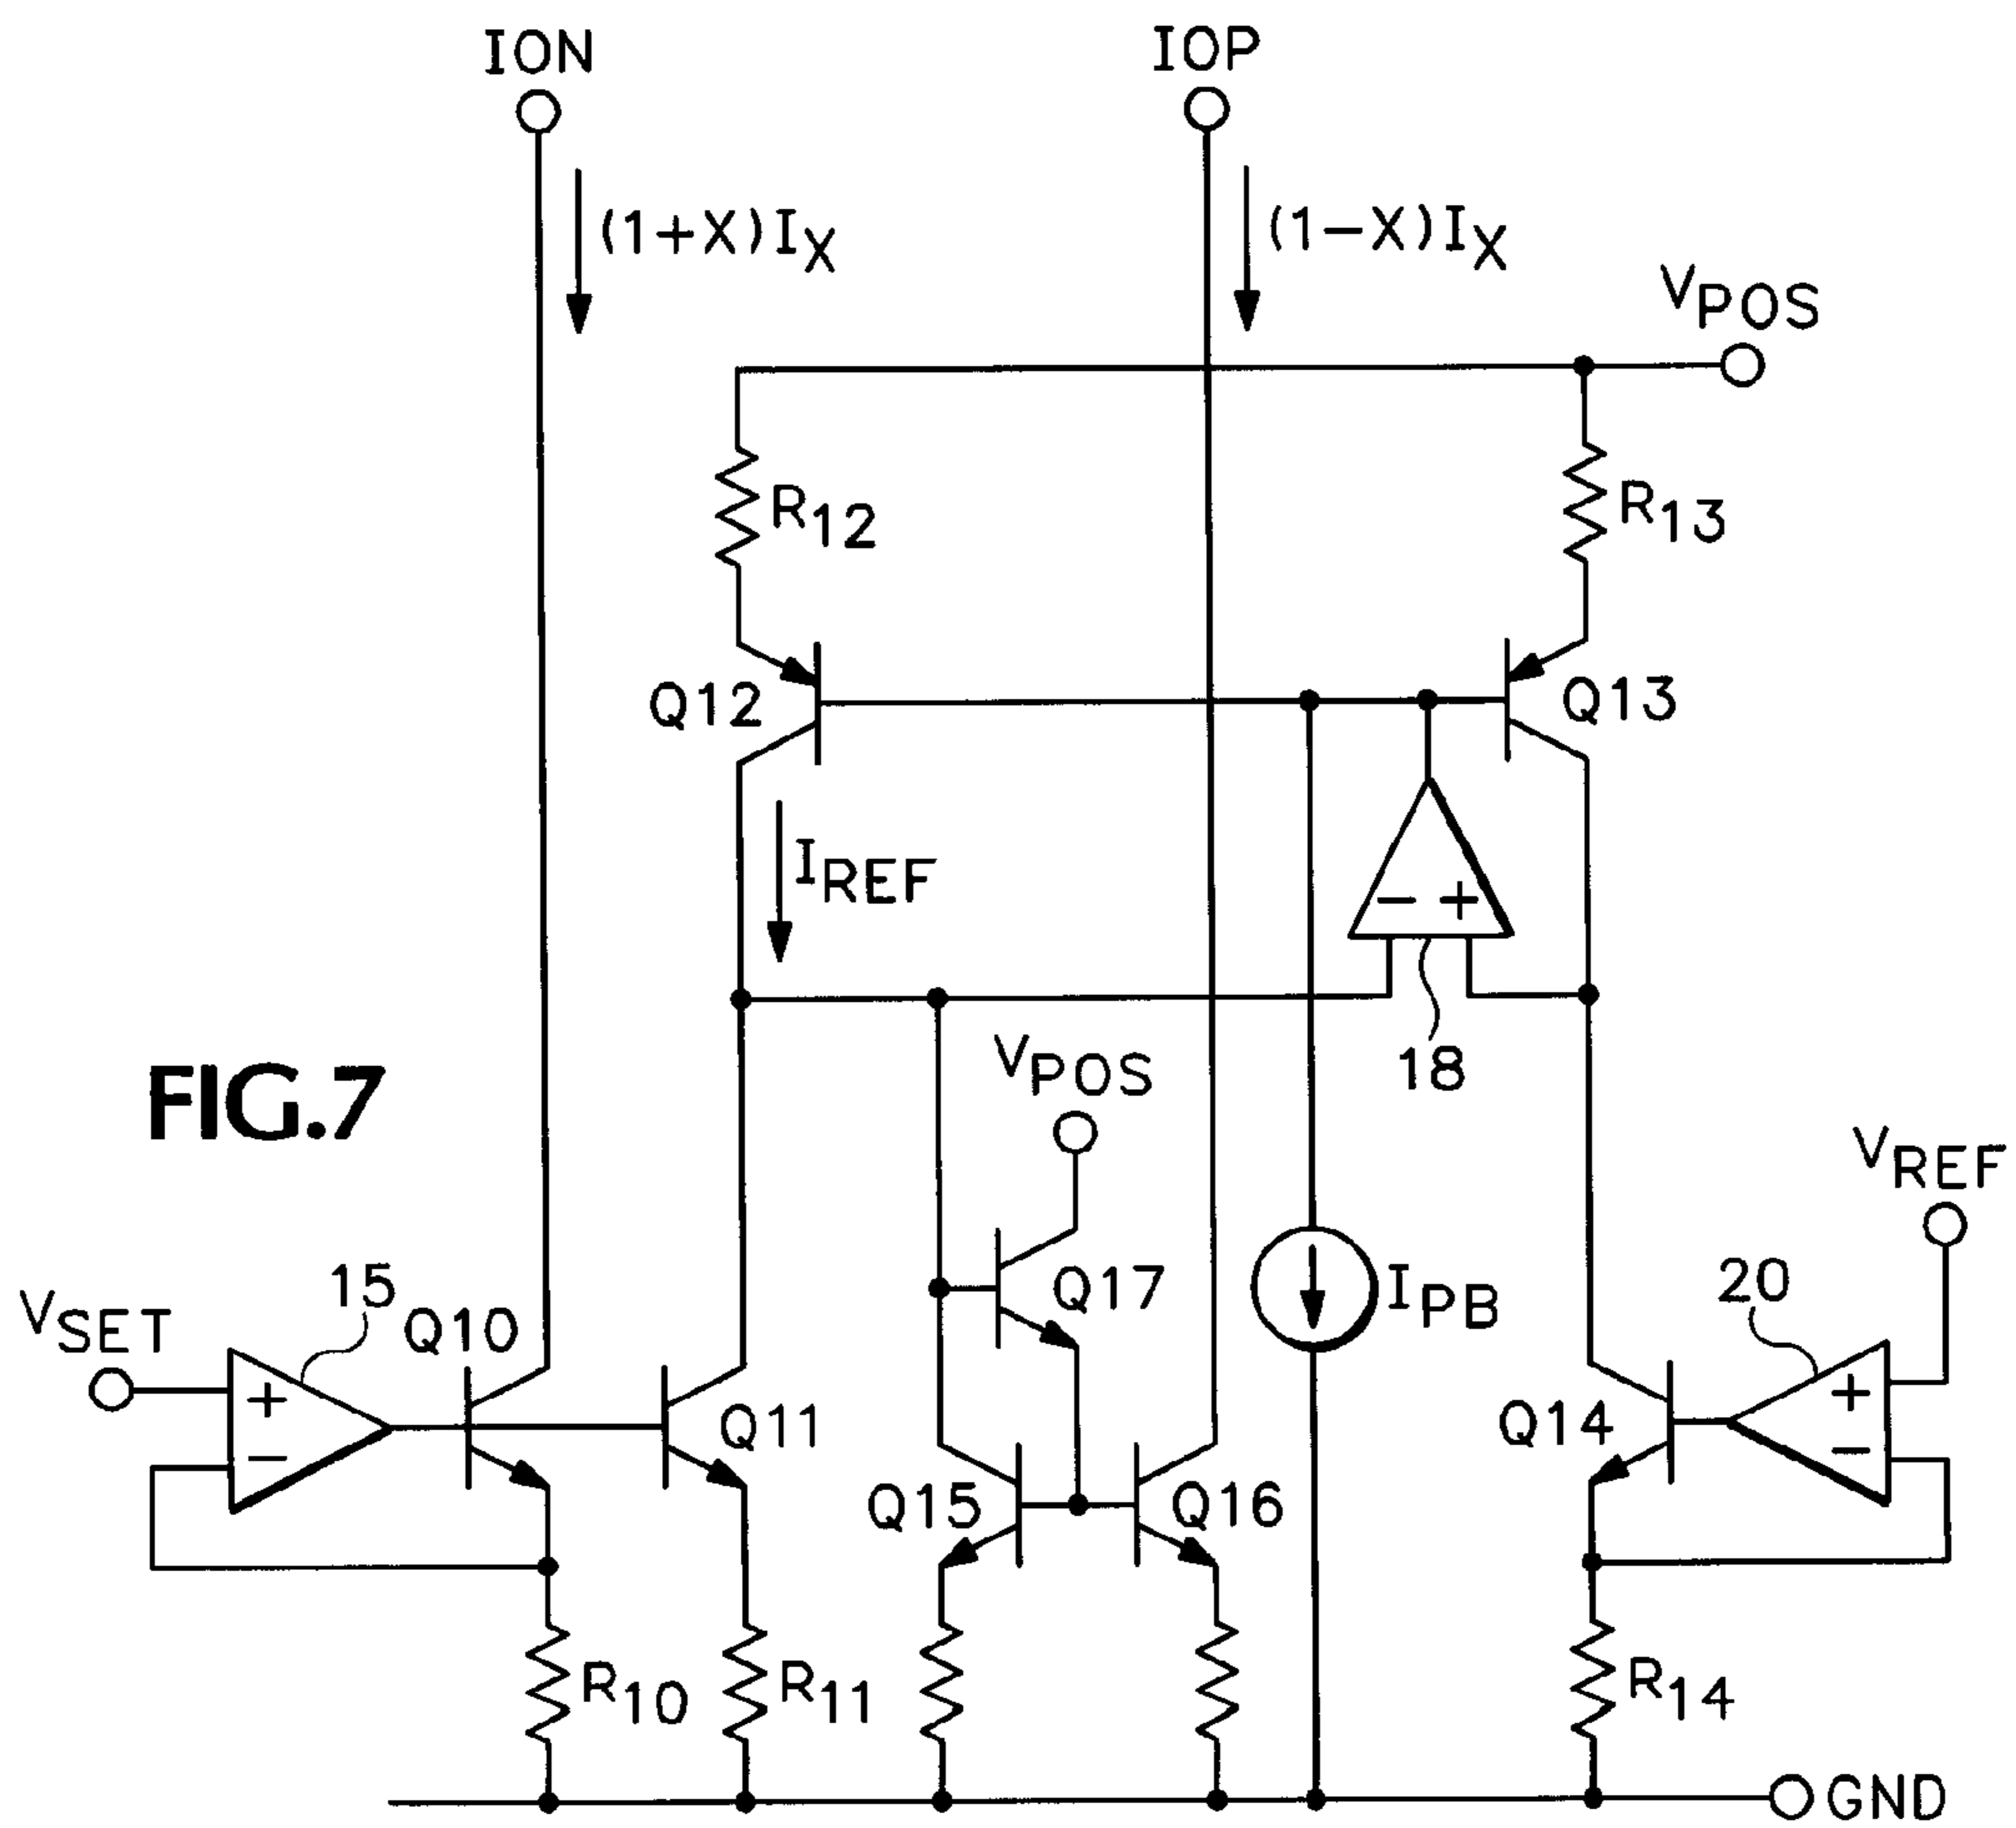 ION
IOP
(1+X)IX
(1−X)IX
VPOS
R12
R13
Q12
Q13
IREF
− +
18
VPOS
FIG.7
VREF
VSET
15
Q10
Q17
IPB
20
+
−
Q11
Q14
+
−
Q15
Q16
R10
R11
R14
GND